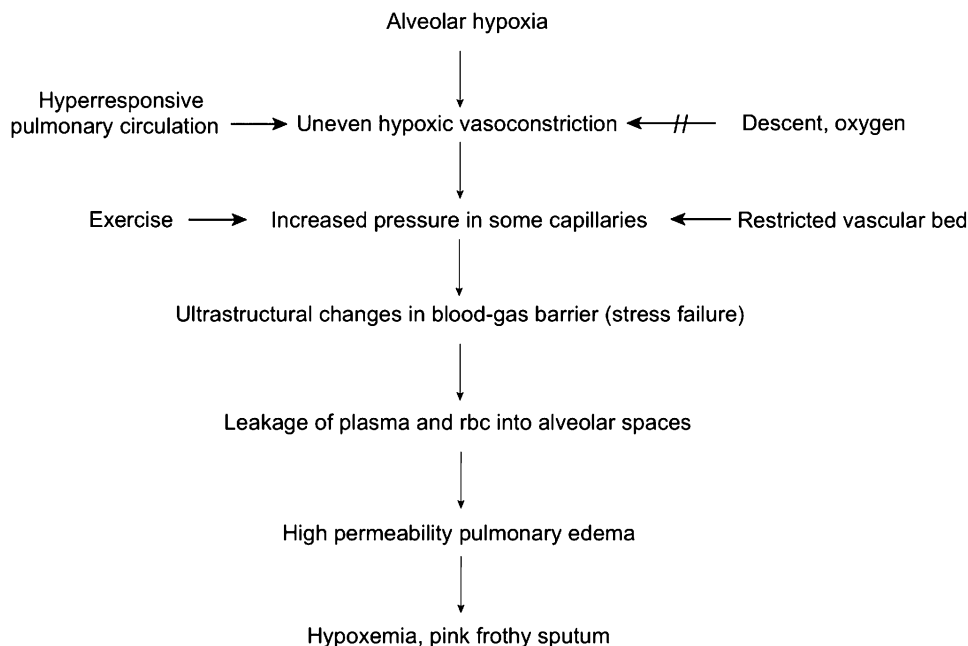 Alveolar hypoxia
Hyperresponsive
pulmonary circulation
Uneven hypoxic vasoconstriction
Descent, oxygen
Exercise
Increased pressure in some capillaries
Restricted vascular bed
Ultrastructural changes in blood-gas barrier (stress failure)
Leakage of plasma and rbc into alveolar spaces
High permeability pulmonary edema
Hypoxemia, pink frothy sputum